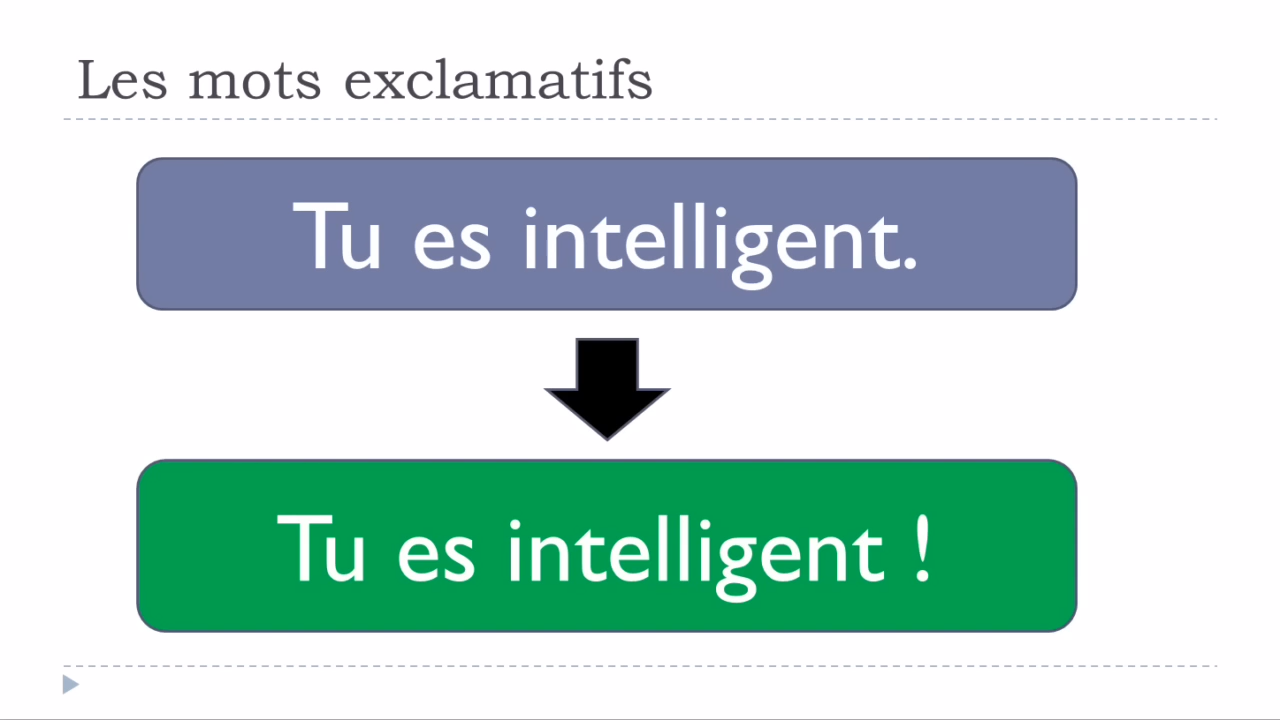 Les mots exclamatifs
Tu es intelligent.
Tu es intelligent !